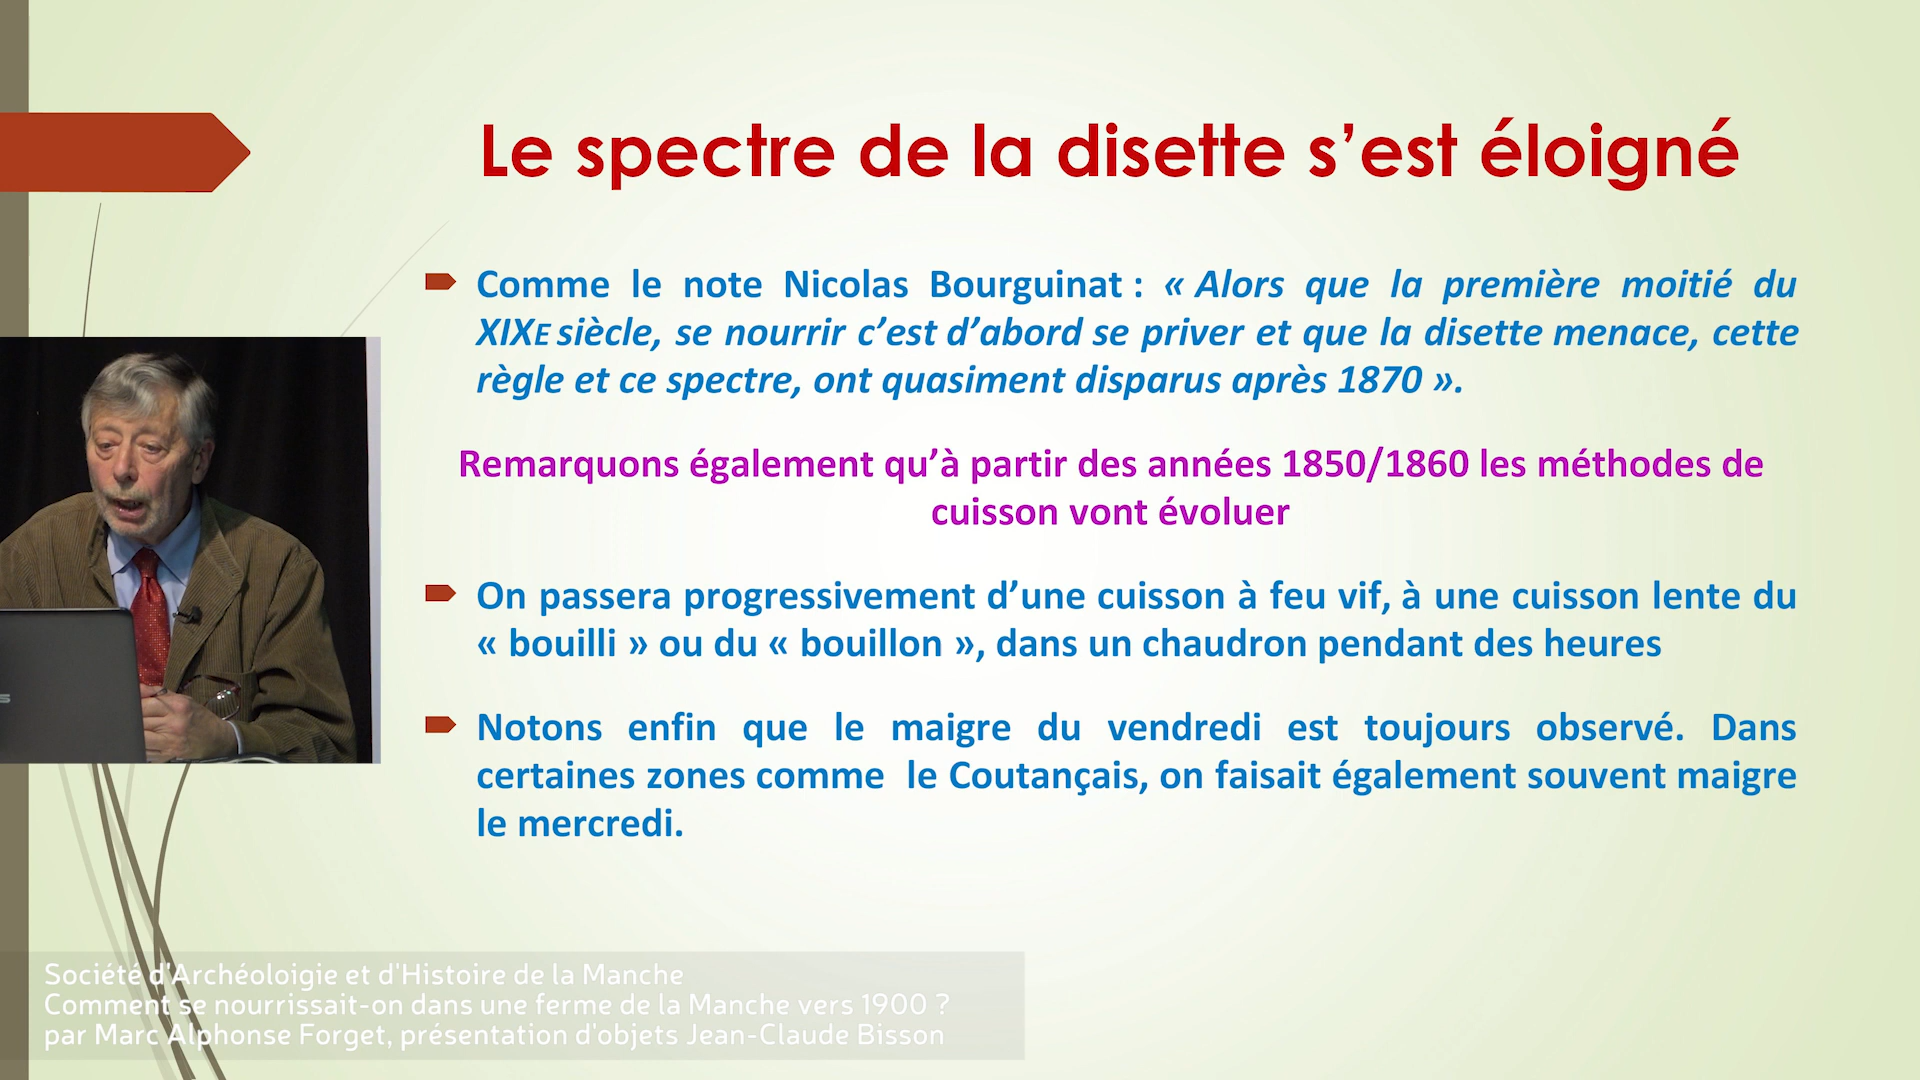 Le spectre de la disette s’est éloigné
Comme le note Nicolas Bourguinat : « Alors que la première moitié du
XIXE siècle, se nourrir c’est d’abord se priver et que la disette menace, cette
règle et ce spectre, ont quasiment disparus après 1870 ».
Remarquons également qu’à partir des années 1850/1860 les méthodes de
cuisson vont évoluer
On passera progressivement d’une cuisson à feu vif, à une cuisson lente du
« bouilli » ou du « bouillon », dans un chaudron pendant des heures
Notons enfin que le maigre du vendredi est toujours observé. Dans
certaines zones comme le Coutançais, on faisait également souvent maigre
le mercredi.
Société d'Archéoloigie et d'Histoire de la Manche
Comment se nourrissait-on dans une ferme de la Manche vers 1900 ?
par Marc Alphonse Forget, présentation d'objets Jean-Claude Bisson